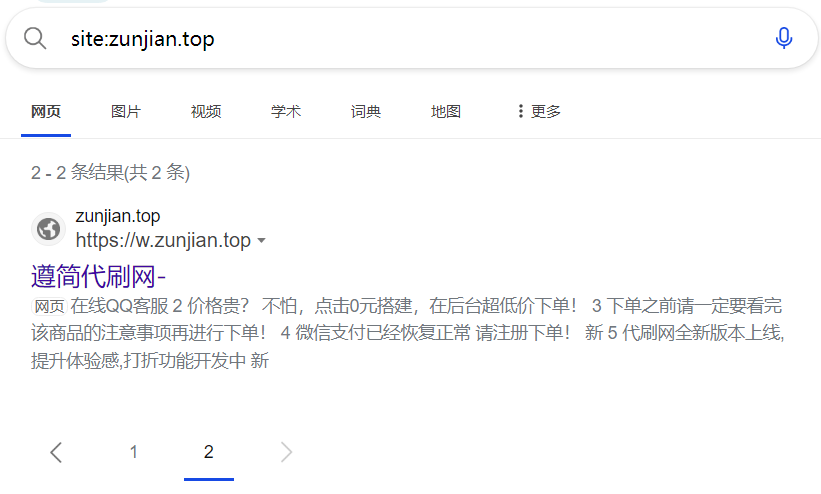 site:zunjian.top
网页 图片 视频 学术 词典 地图 更多
2 - 2 条结果(共 2 条)
zunjian.top
https://w.zunjian.top
遵简代刷网-
网页 在线QQ客服 2 价格贵? 不怕，点击0元搭建，在后台超低价下单！ 3 下单之前请一定要看完
该商品的注意事项再进行下单！ 4 微信支付已经恢复正常 请注册下单！ 新 5 代刷网全新版本上线,
提升体验感,打折功能开发中 新
1 2